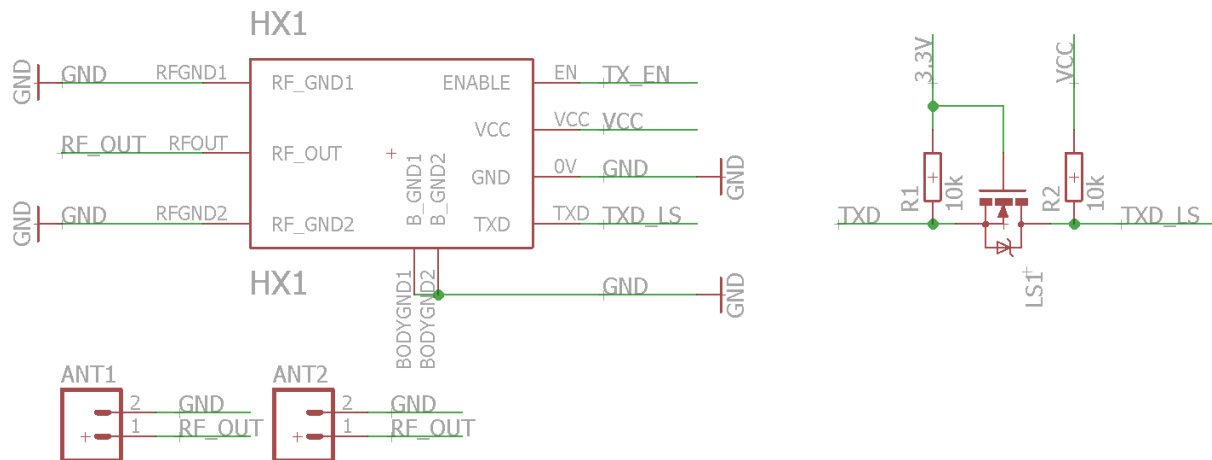 HX1
GND GND RFGND1 RF_GND1 ENABLE EN TX_EN
RF_OUT RFOUT RF_OUT VCC VCC VCC
B_GND1
B_GND2
GND 0V GND GND
GND GND RFGND2 RF_GND2 TXD TXD TXD_LS
HX1
BODYGND1
BODYGND2
GND GND
ANT1
2 GND
1 RF_OUT
ANT2
2 GND
1 RF_OUT
3.3V
VCC
R1
10k
R2
10k
TXD
TXD_LS
LS1